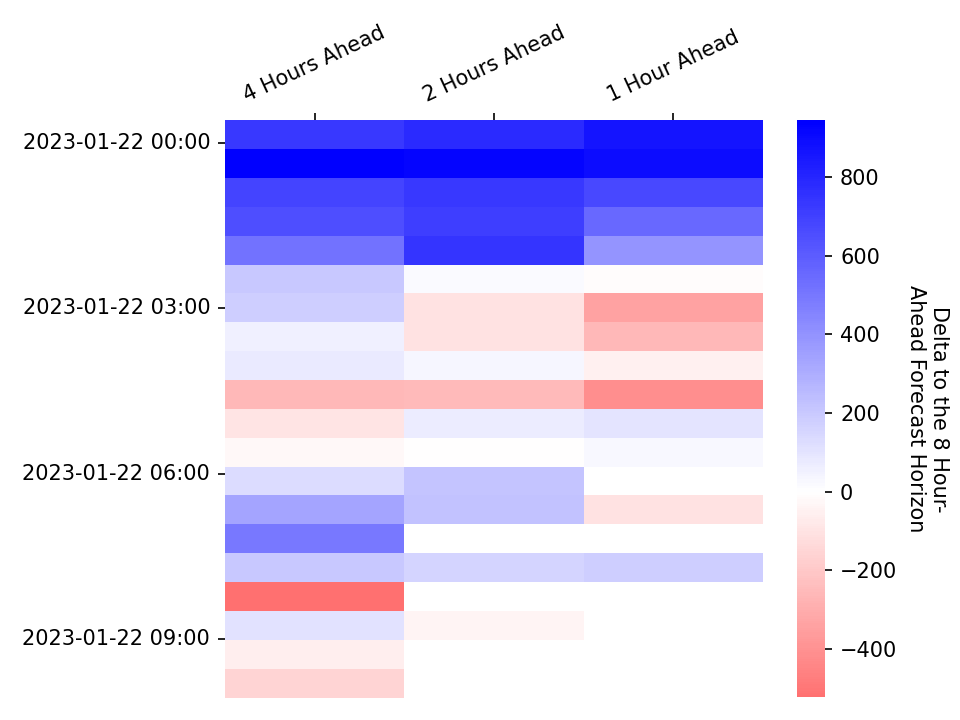 4 Hours Ahead
2 Hours Ahead
1 Hour Ahead
2023-01-22 00:00
2023-01-22 03:00
2023-01-22 06:00
2023-01-22 09:00
800
600
400
200
0
−200
−400
Delta to the 8 Hour-
Ahead Forecast Horizon